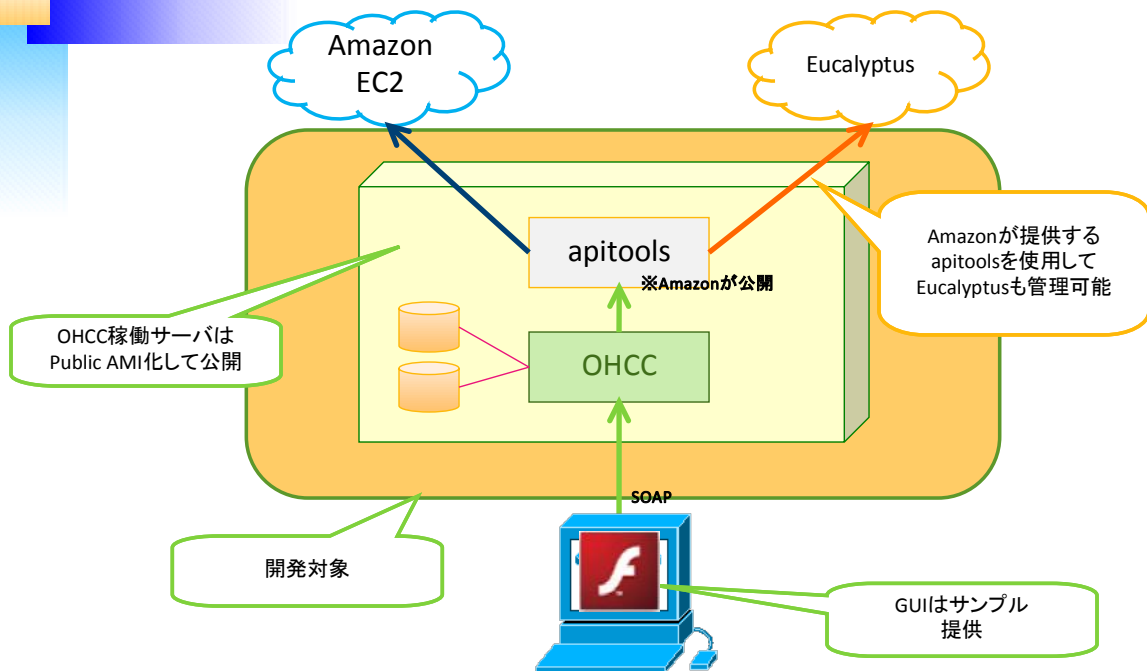 Amazon
EC2
Eucalyptus
apitools
※Amazonが公開
Amazonが提供する
apitoolsを使用して
Eucalyptusも管理可能
OHCC稼働サーバは
Public AMI化して公開
OHCC
SOAP
開発対象
GUIはサンプル
提供